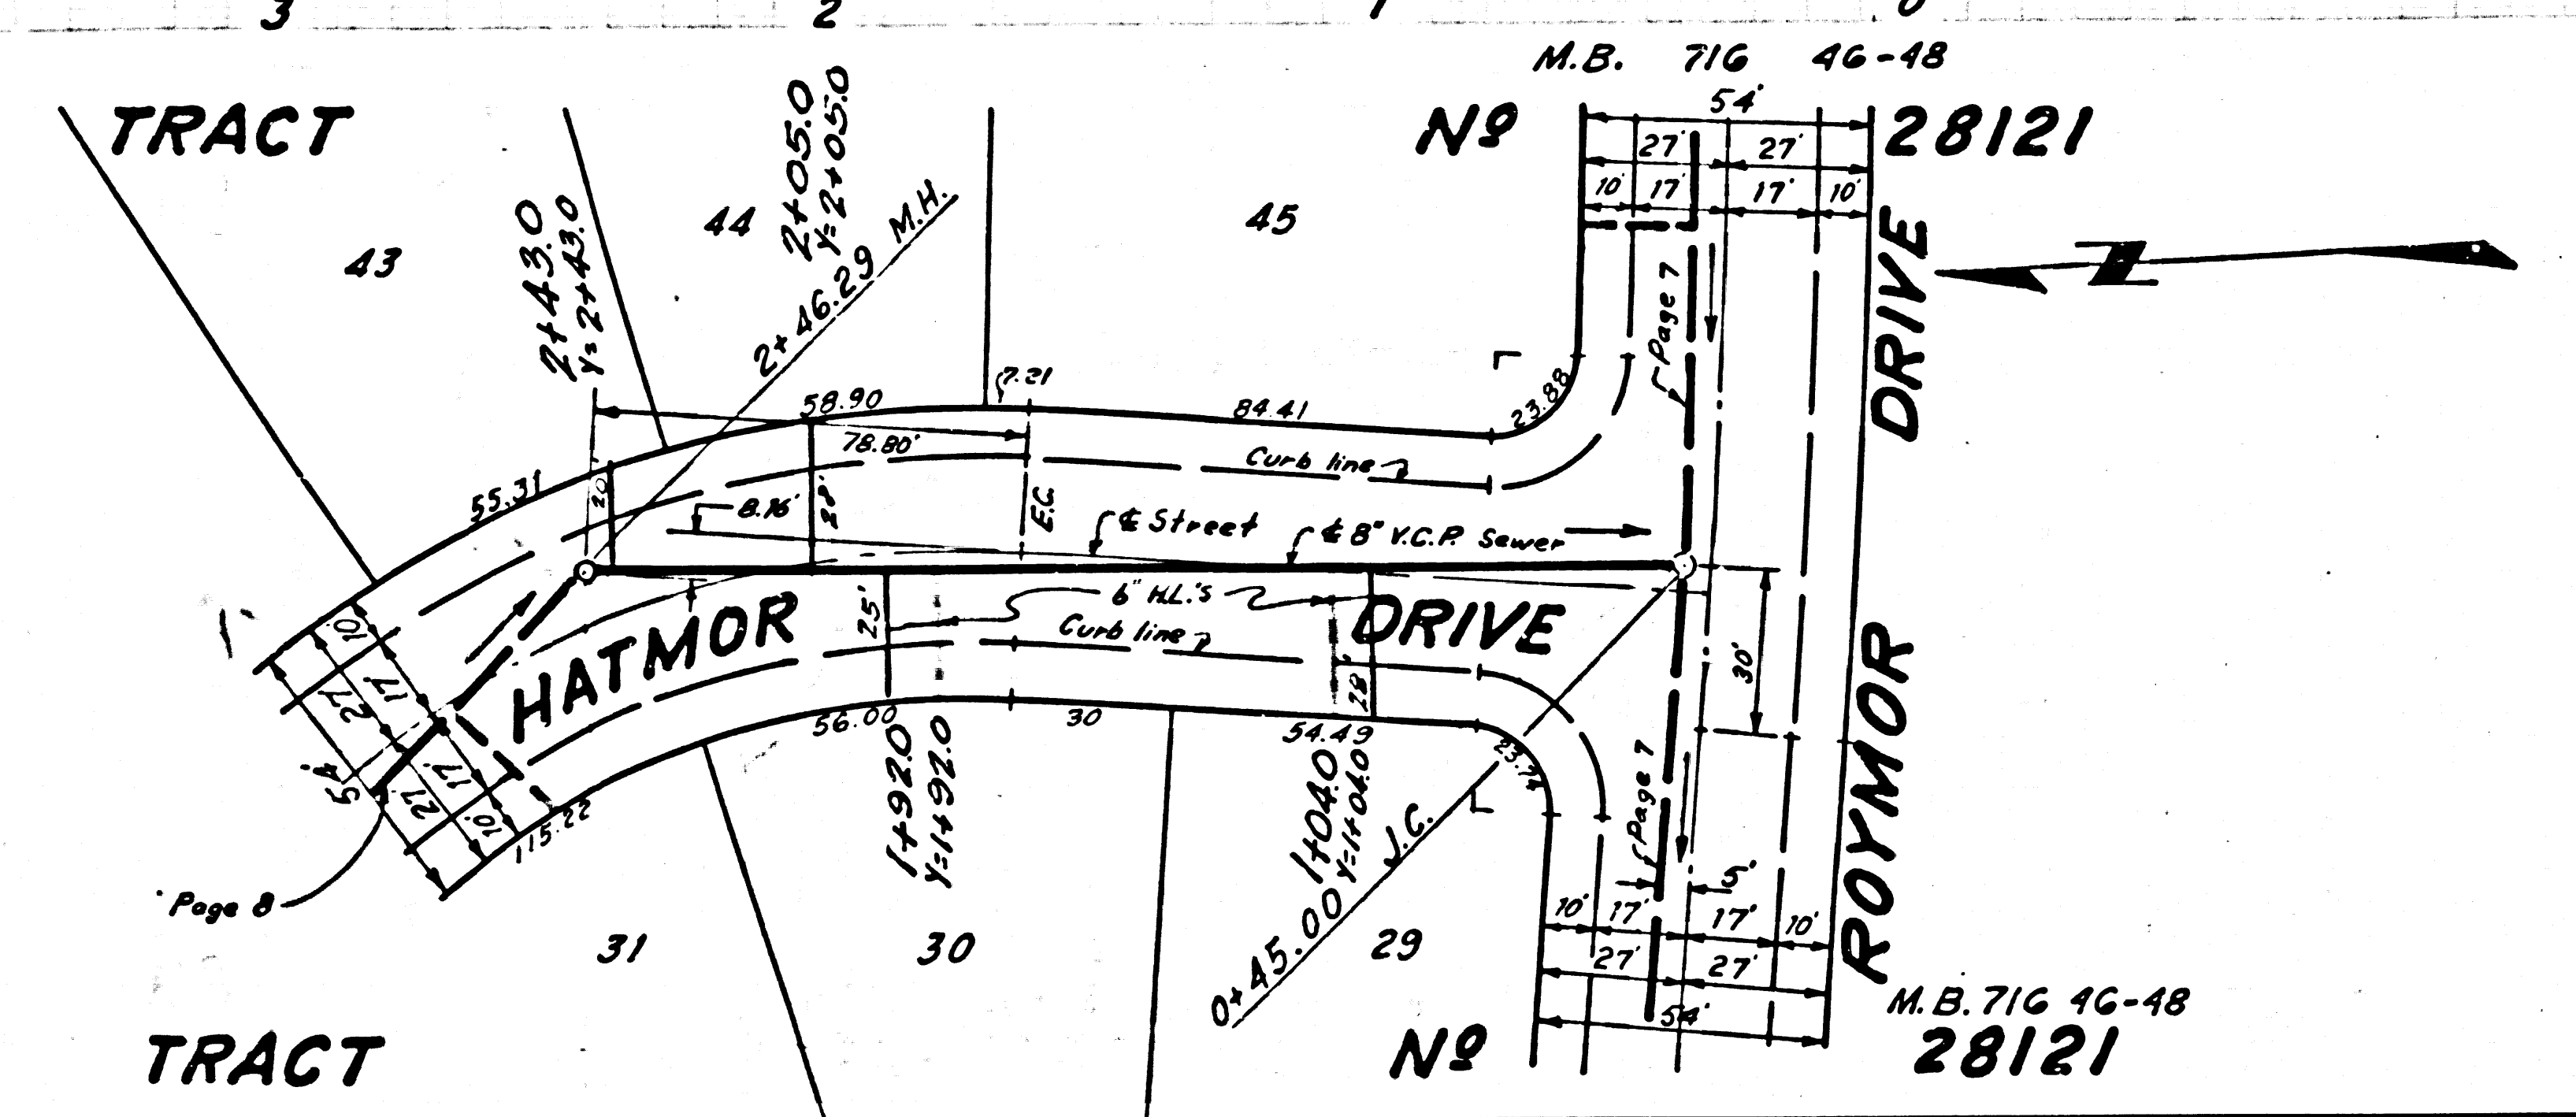 3 2 1 0
M.B. 716 46-48
TRACT
Nº 28121
54'
27' 27'
10' 17' 17' 10'
43
44
45
2+43.0
Y=2+43.0
2+05.0
Y=2+05.0
2+46.29 M.H.
Page 7
DRIVE
7.21
58.90
84.41
23.88
78.80'
Curb line
55.31
20'
8.16'
28'
E.C.
℄ Street
℄ 8" V.C.P. Sewer
6" H.L.'s
25'
Curb line
HATMOR DRIVE
30'
28'
10'
17'
27'
54'
17'
27'
10'
115.22
56.00
30
54.49
23.74
1+92.0
Y=1+92.0
1+04.0
Y=1+04.0
0+45.00 J.C.
Page 7
ROYMOR
Page 8
5'
10' 17' 17' 10'
27' 27'
54'
31
30
29
M.B. 716 46-48
TRACT
Nº 28121